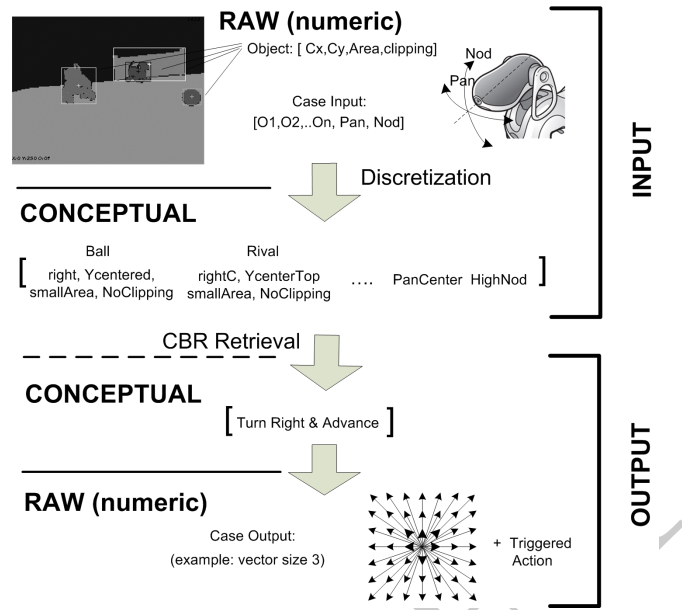 RAW (numeric)
Object: [ Cx,Cy,Area,clipping]
Nod
Pan
Case Input:
[O1,O2,..On, Pan, Nod]
INPUT
Discretization
CONCEPTUAL
Ball
Rival
[ right, Ycentered, rightC, YcenterTop …. PanCenter HighNod ]
smallArea, NoClipping smallArea, NoClipping
CBR Retrieval
CONCEPTUAL
[ Turn Right & Advance ]
OUTPUT
RAW (numeric)
Case Output:
(example: vector size 3)
+ Triggered
Action